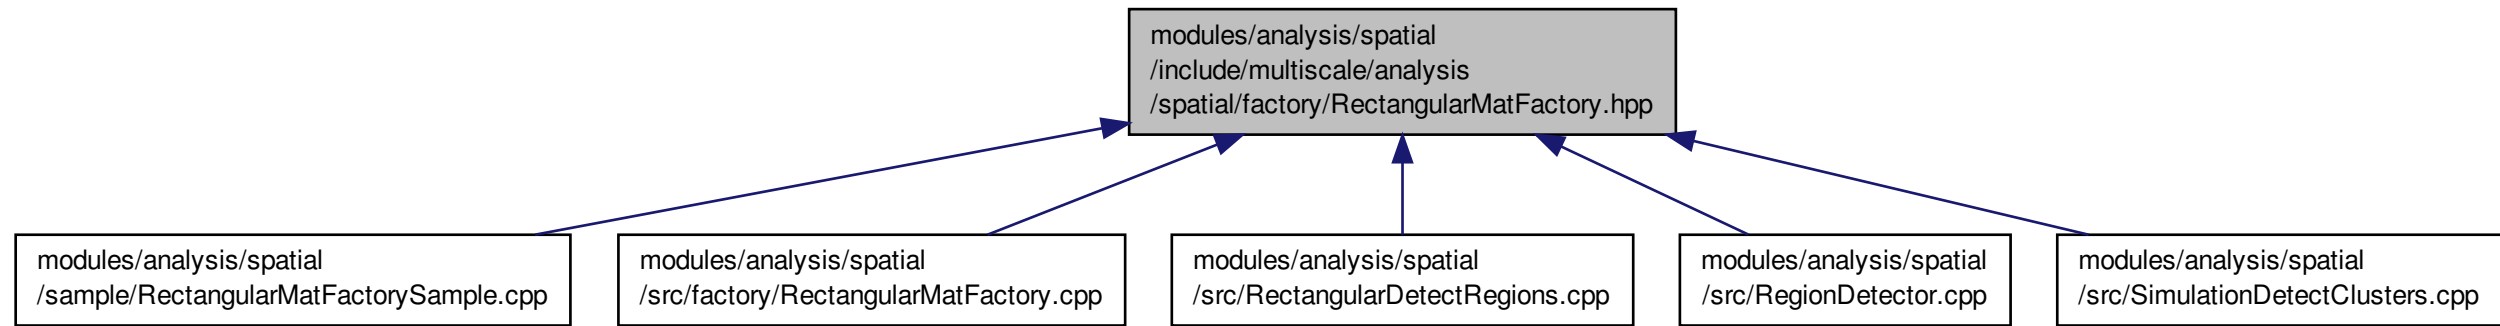 modules/analysis/spatial
/include/multiscale/analysis
/spatial/factory/RectangularMatFactory.hpp
modules/analysis/spatial
/sample/RectangularMatFactorySample.cpp
modules/analysis/spatial
/src/factory/RectangularMatFactory.cpp
modules/analysis/spatial
/src/RectangularDetectRegions.cpp
modules/analysis/spatial
/src/RegionDetector.cpp
modules/analysis/spatial
/src/SimulationDetectClusters.cpp